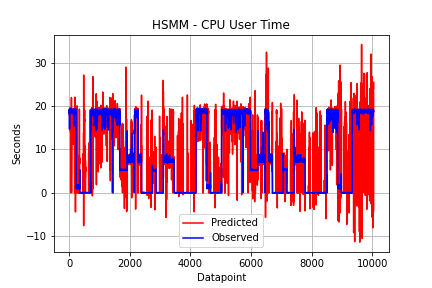 HSMM - CPU User Time
30
20
10
0
−10
Seconds
0 2000 4000 6000 8000 10000
Datapoint
Predicted
Observed